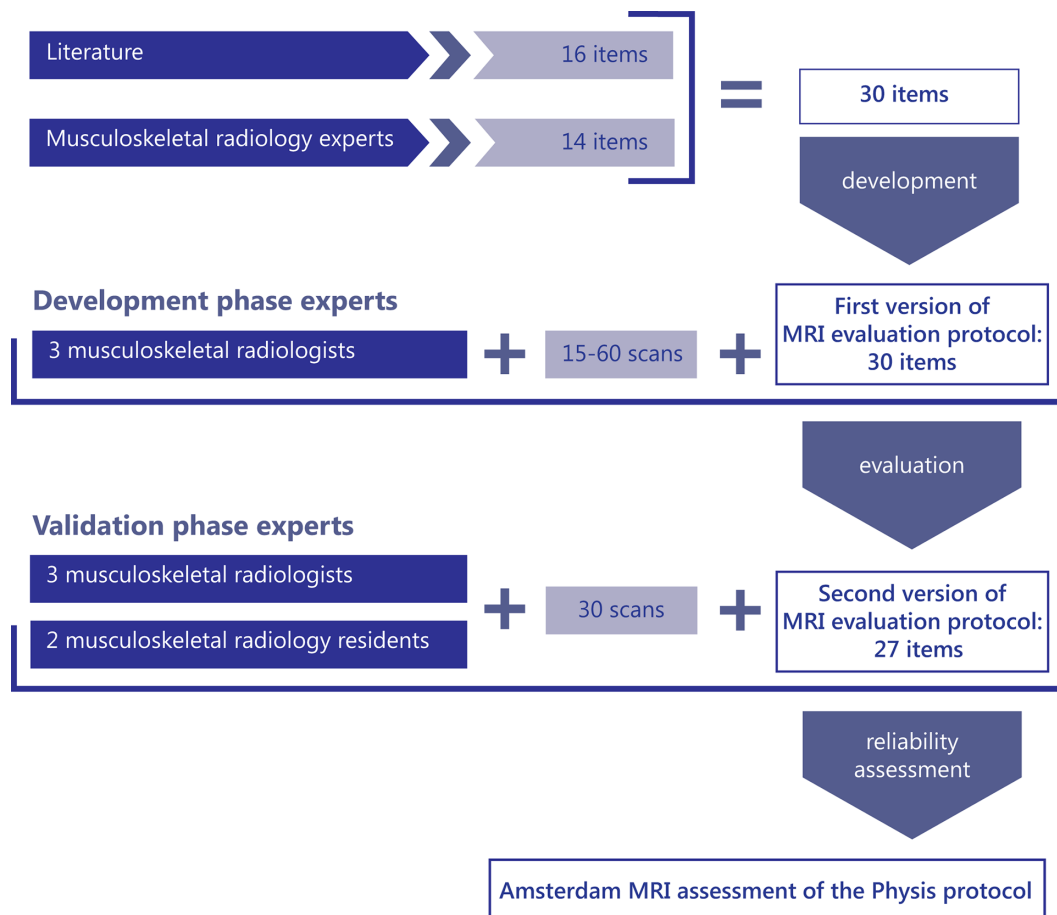 Literature
16 items
30 items
Musculoskeletal radiology experts
14 items
development
Development phase experts
3 musculoskeletal radiologists
15-60 scans
First version of
MRI evaluation protocol:
30 items
evaluation
Validation phase experts
3 musculoskeletal radiologists
2 musculoskeletal radiology residents
30 scans
Second version of
MRI evaluation protocol:
27 items
reliability
assessment
Amsterdam MRI assessment of the Physis protocol